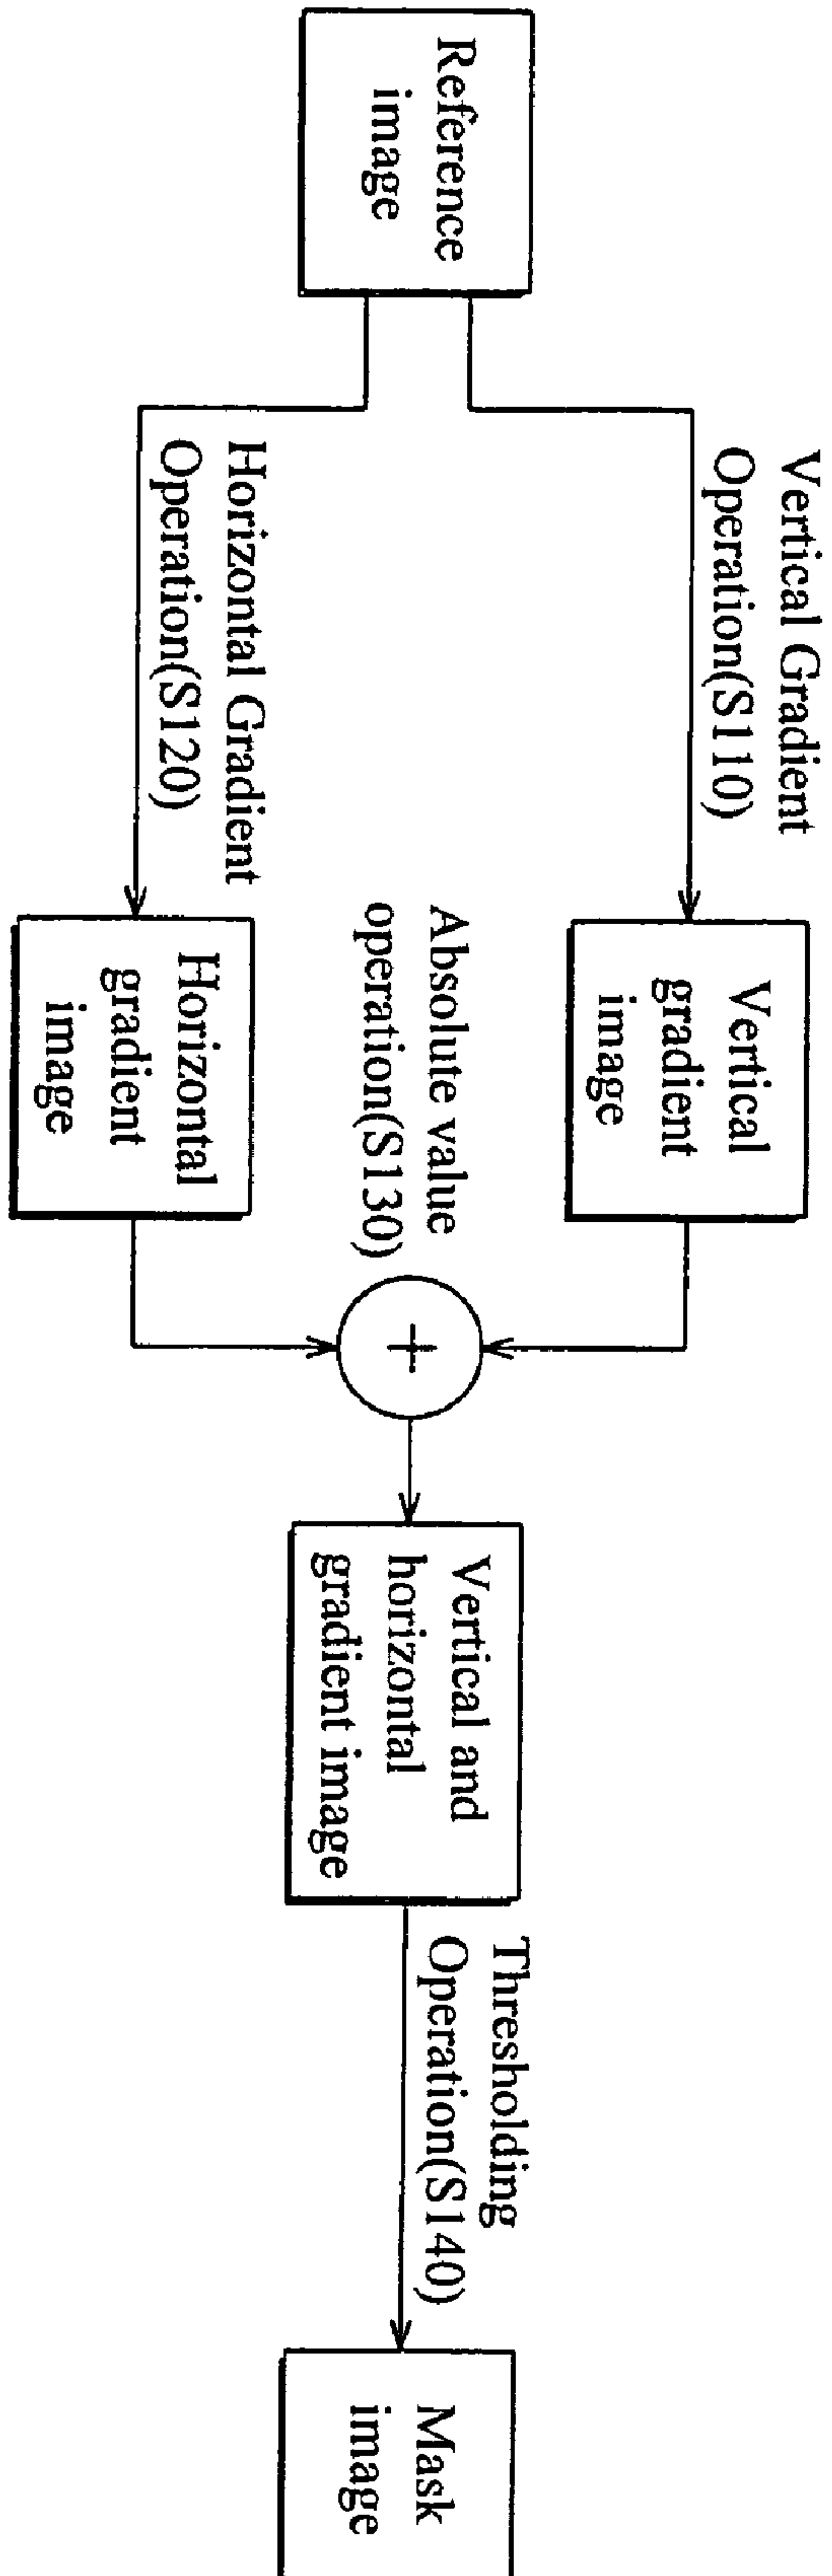 Reference
image
Vertical Gradient
Operation(S110)
Horizontal Gradient
Operation(S120)
Vertical
gradient
image
Horizontal
gradient
image
Absolute value
operation(S130)
+
Vertical and
horizontal
gradient image
Thresholding
Operation(S140)
Mask
image